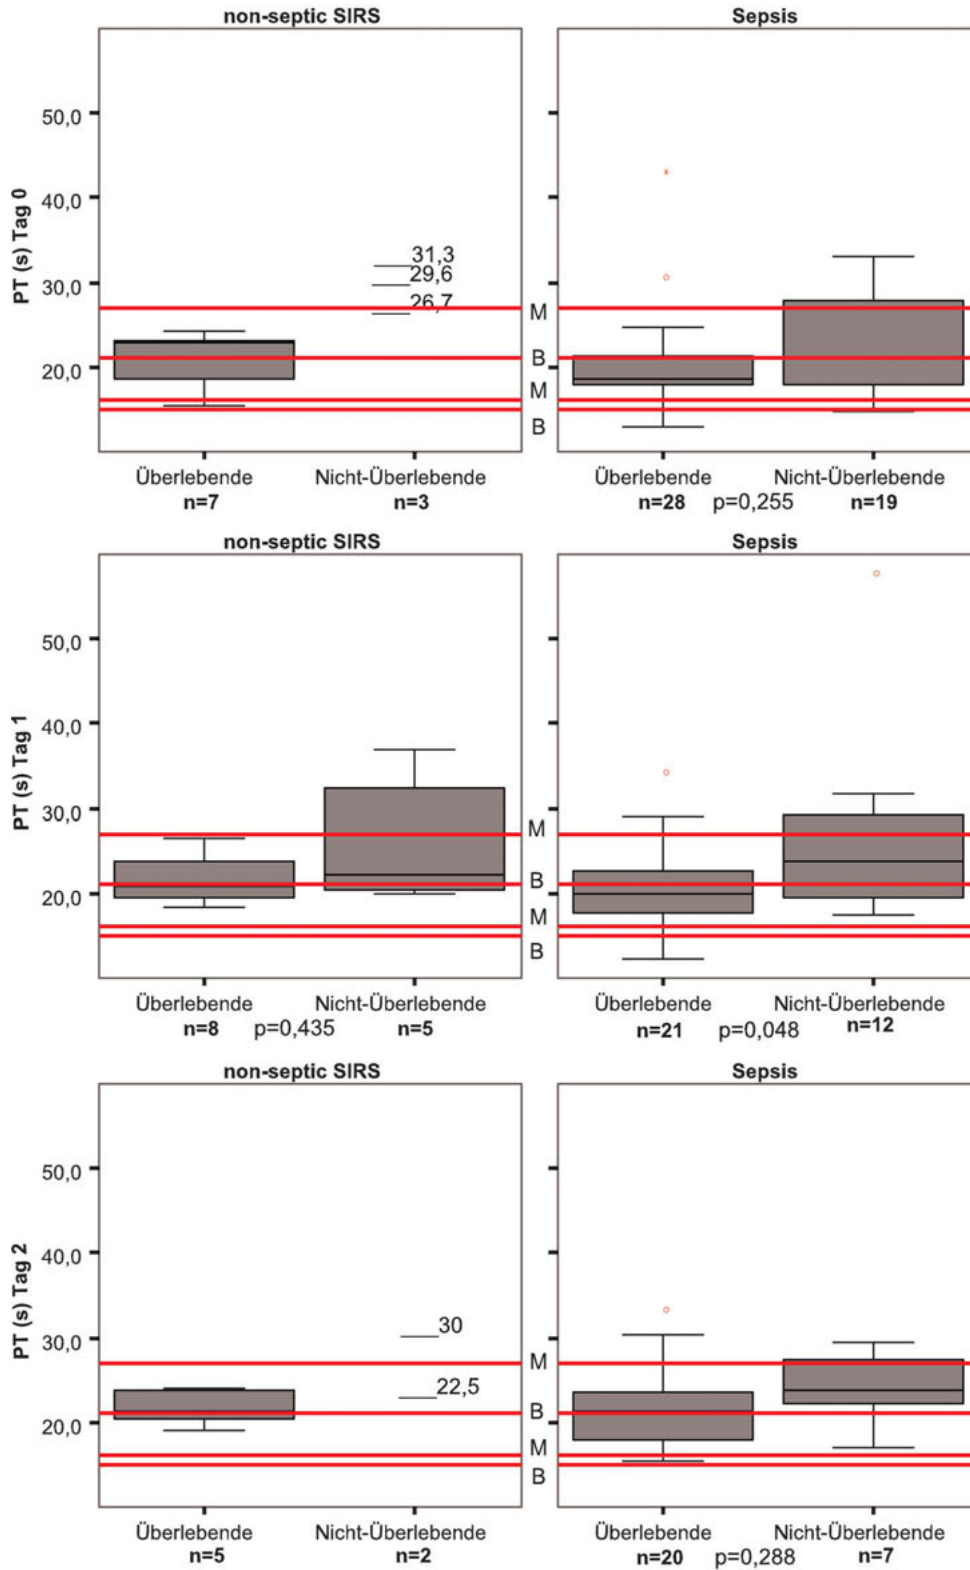 non-septic SIRS Sepsis
PT (s) Tag 0
50,0
40,0
30,0
20,0
31,3
29,6
26,7
M
B
M
B
Überlebende Nicht-Überlebende Überlebende Nicht-Überlebende
n=7 n=3 n=28 p=0,255 n=19
non-septic SIRS Sepsis
PT (s) Tag 1
50,0
40,0
30,0
20,0
M
B
M
B
Überlebende Nicht-Überlebende Überlebende Nicht-Überlebende
n=8 p=0,435 n=5 n=21 p=0,048 n=12
non-septic SIRS Sepsis
PT (s) Tag 2
50,0
40,0
30,0
20,0
30
22,5
M
B
M
B
Überlebende Nicht-Überlebende Überlebende Nicht-Überlebende
n=5 n=2 n=20 p=0,288 n=7